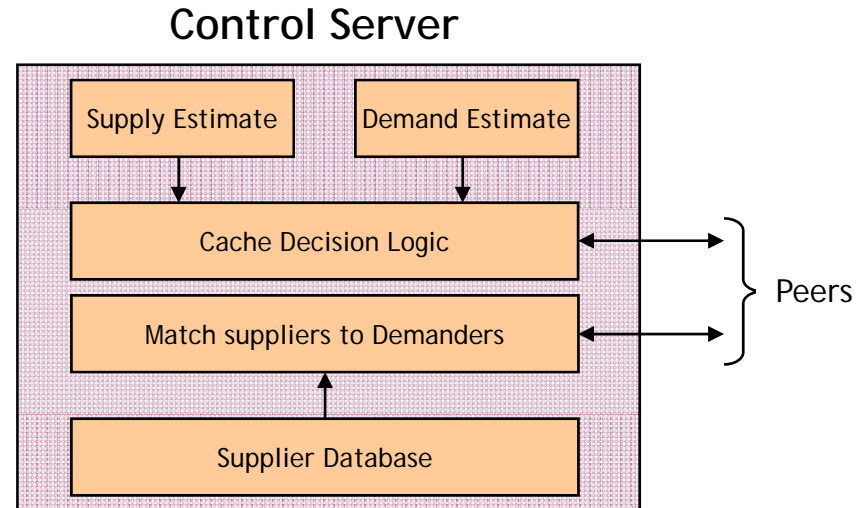 Control Server
Supply Estimate
Demand Estimate
Cache Decision Logic
Match suppliers to Demanders
Peers
Supplier Database